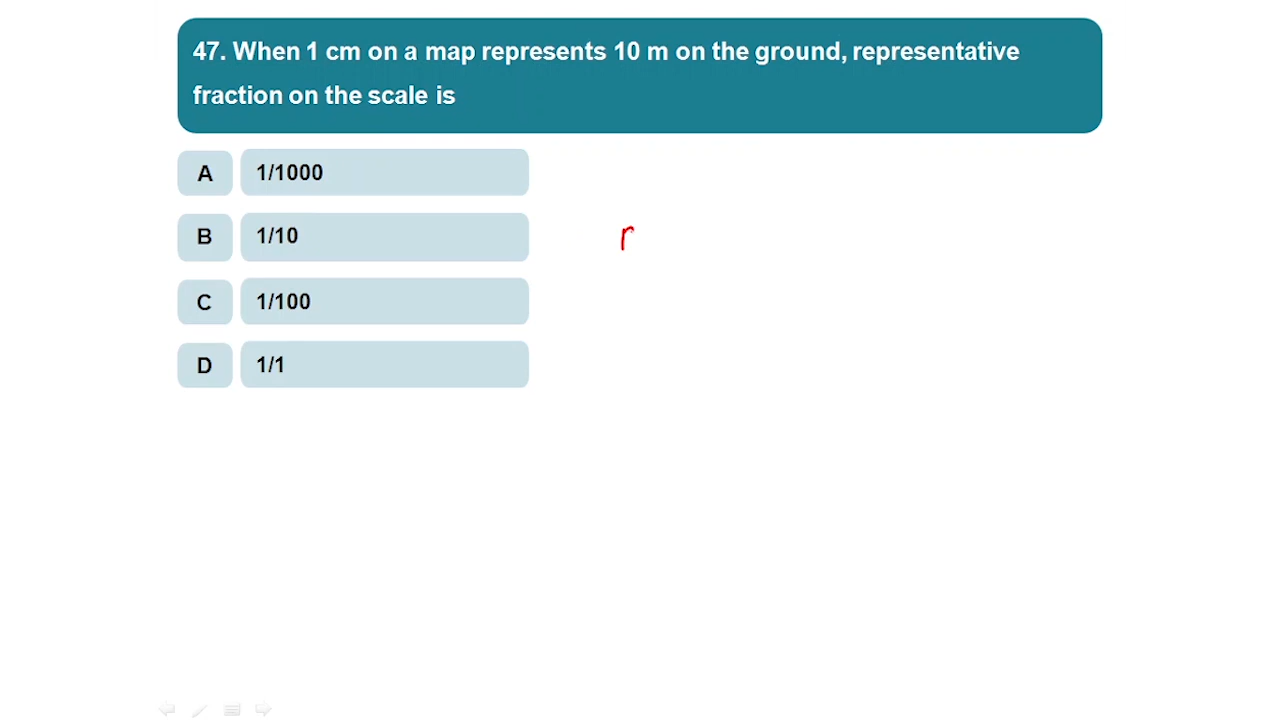 47. When 1 cm on a map represents 10 m on the ground, representative
fraction on the scale is
A 1/1000
B 1/10
r
C 1/100
D 1/1